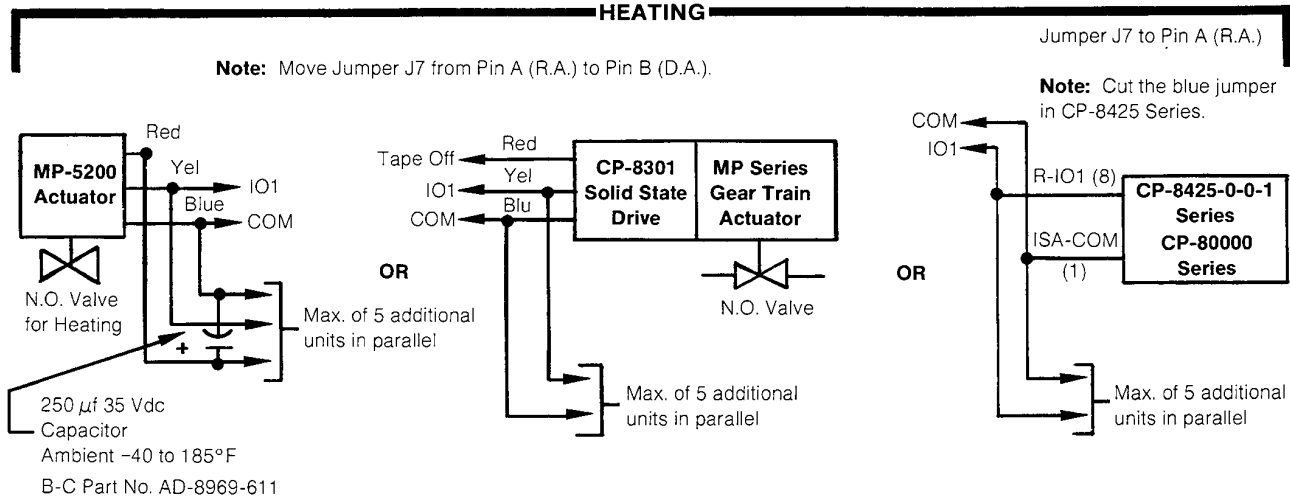 HEATING
Jumper J7 to Pin A (R.A.)
Note: Move Jumper J7 from Pin A (R.A.) to Pin B (D.A.).
Note: Cut the blue jumper
in CP-8425 Series.
MP-5200
Actuator
Red
Yel
Blue
IO1
COM
N.O. Valve
for Heating
+
Max. of 5 additional
units in parallel
250 µf 35 Vdc
Capacitor
Ambient −40 to 185°F
B-C Part No. AD-8969-611
OR
Tape Off
IO1
COM
Red
Yel
Blu
CP-8301
Solid State
Drive
MP Series
Gear Train
Actuator
N.O. Valve
Max. of 5 additional
units in parallel
OR
COM
IO1
R-IO1 (8)
ISA-COM
(1)
CP-8425-0-0-1
Series
CP-80000
Series
Max. of 5 additional
units in parallel